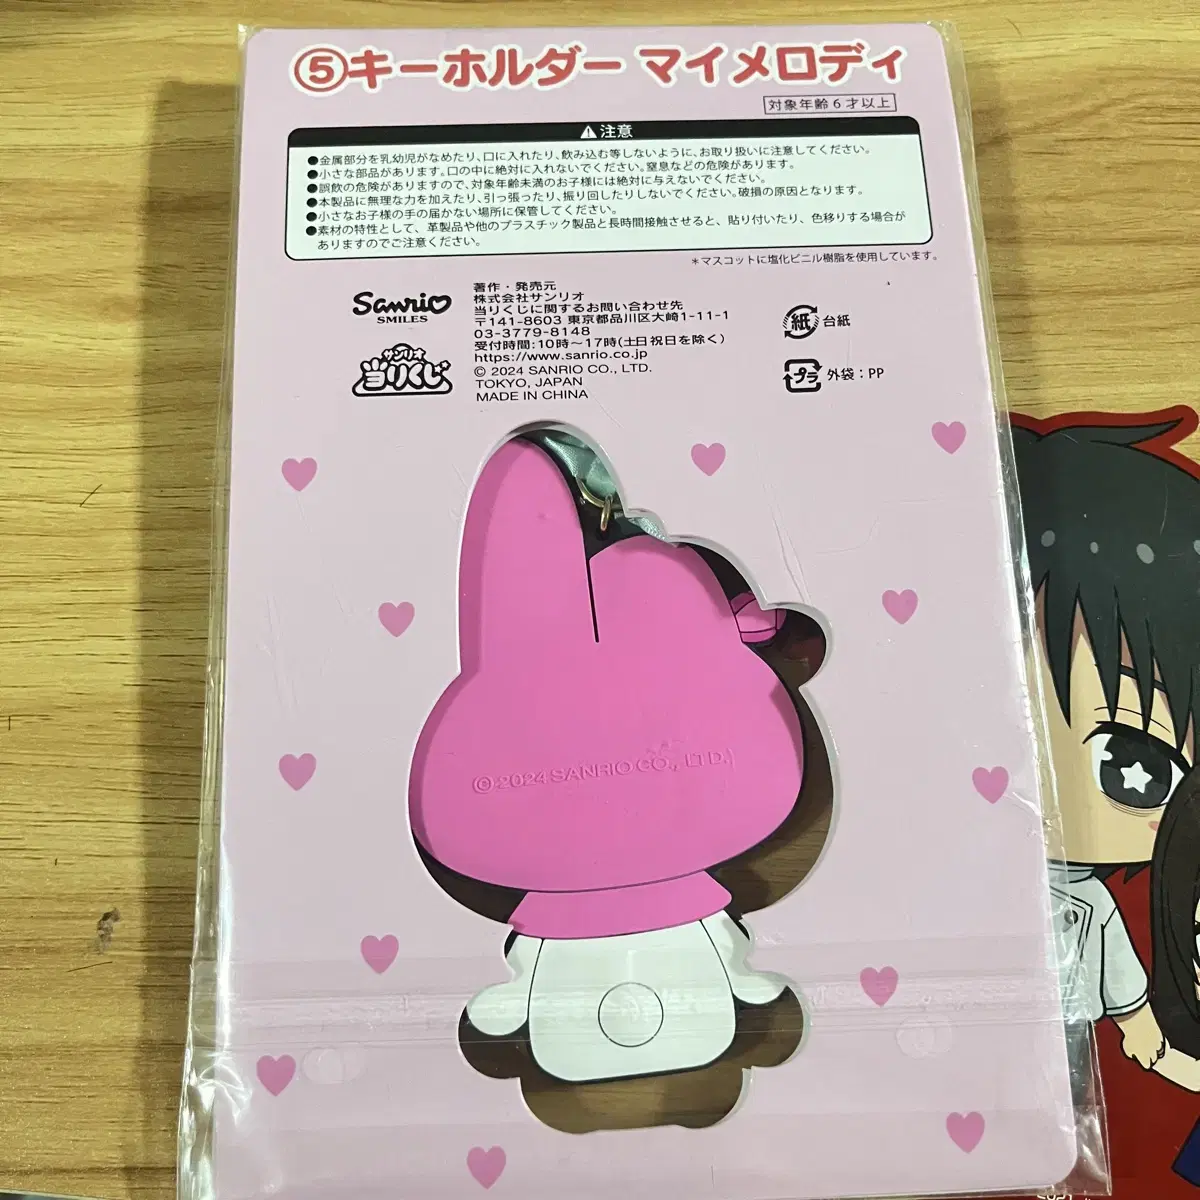 ⑤キーホルダー マイメロディ
対象年齢6才以上
⚠注意
●金属部分を乳幼児がなめたり、口に入れたり、飲み込む等しないように、お取り扱いに注意してください。
●小さな部品があります。口の中に絶対に入れないでください。窒息などの危険があります。
●誤飲の危険がありますので、対象年齢未満のお子様には絶対に与えないでください。
●本製品に無理な力を加えたり、引っ張ったり、振り回したりしないでください。破損の原因となります。
●小さなお子様の手の届かない場所に保管してください。
●素材の特性として、革製品や他のプラスチック製品と長時間接触させると、貼り付いたり、色移りする場合が
ありますのでご注意ください。
＊マスコットに塩化ビニル樹脂を使用しています。
Sanrio
SMILES
サンリオ
当りくじ
著作・発売元
株式会社サンリオ
当りくじに関するお問い合わせ先
〒141-8603 東京都品川区大崎1-11-1
03-3779-8148
受付時間:10時〜17時(土日祝日を除く)
https://www.sanrio.co.jp
© 2024 SANRIO CO., LTD.
TOKYO, JAPAN
MADE IN CHINA
紙 台紙
プラ 外袋：PP
© 2024 SANRIO CO., LTD.